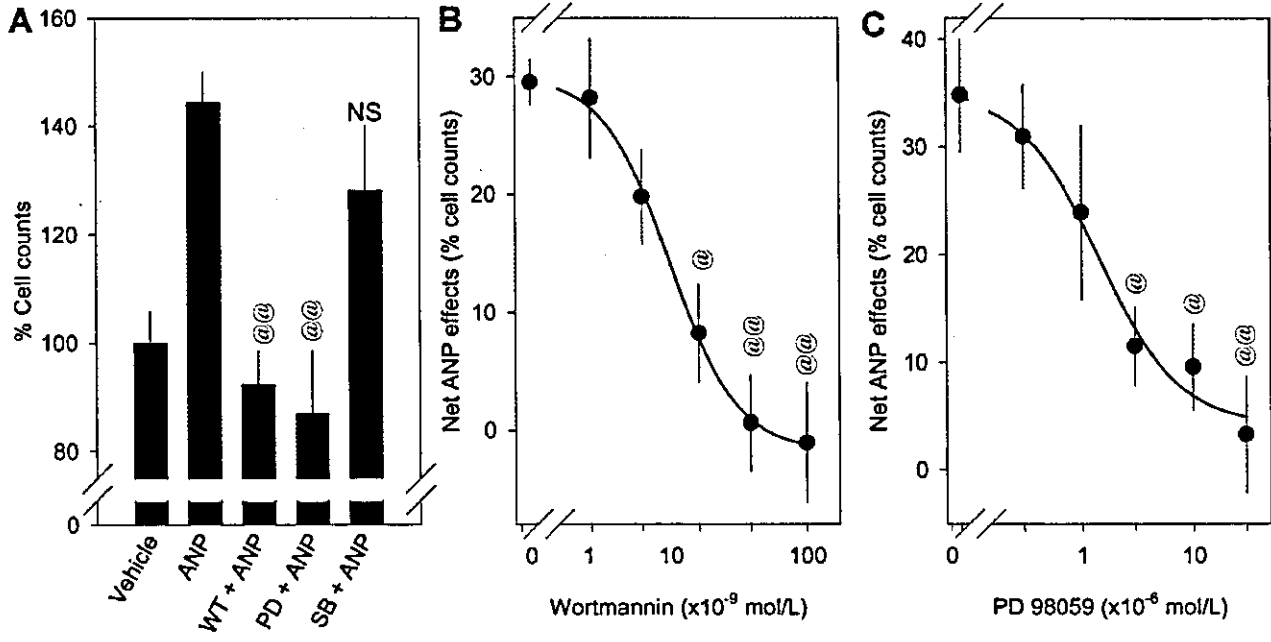 A
% Cell counts
160
140
120
100
80
0
NS
@@
@@
Vehicle
ANP
WT + ANP
PD + ANP
SB + ANP
B
Net ANP effects (% cell counts)
30
20
10
0
@
@@
@@
0
1
10
100
Wortmannin (x10⁻⁹ mol/L)
C
Net ANP effects (% cell counts)
40
30
20
10
0
@
@
@@
0
1
10
PD 98059 (x10⁻⁶ mol/L)